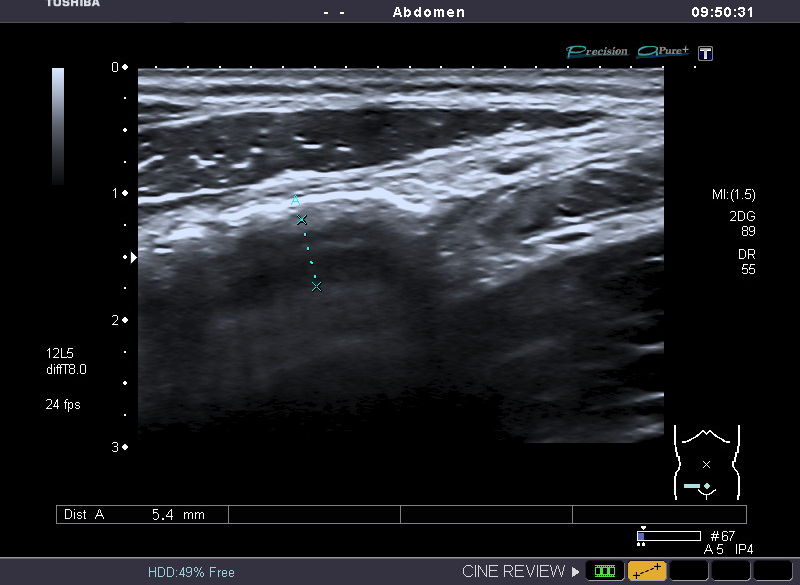 TOSHIBA
- - Abdomen 09:50:31
Precision APure+ T
0
1
2
3
A
MI:(1.5)
2DG
89
DR
55
12L5
diffT8.0
24 fps
Dist A 5.4 mm
#67
A 5 IP4
HDD:49% Free CINE REVIEW